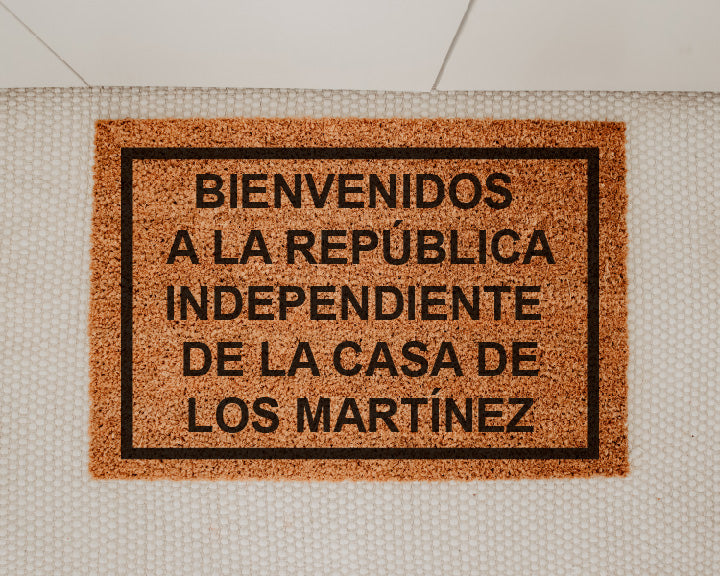 BIENVENIDOS
A LA REPÚBLICA
INDEPENDIENTE
DE LA CASA DE
LOS MARTÍNEZ